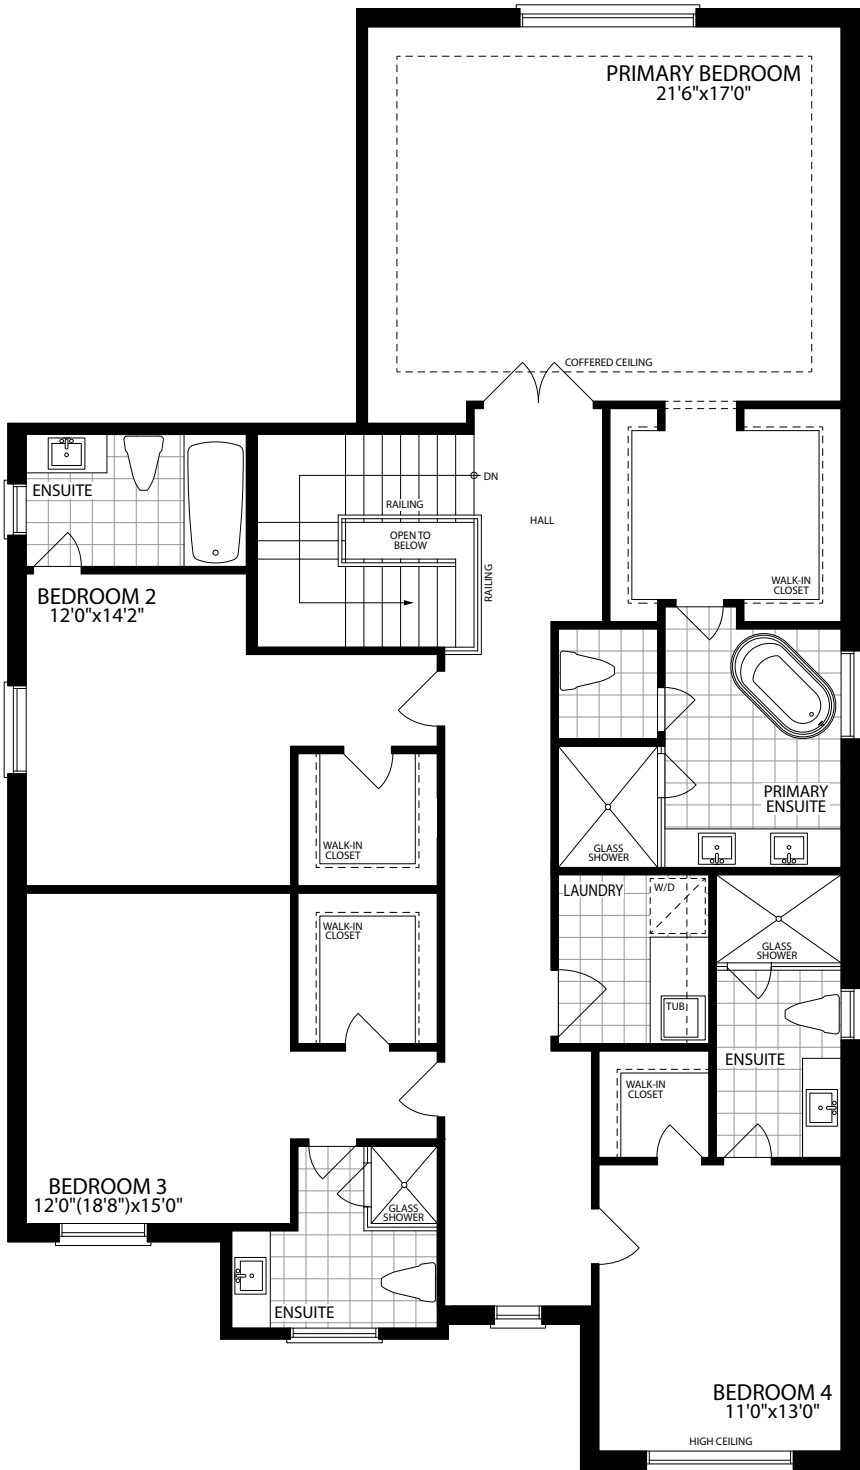 PRIMARY BEDROOM
21'6"x17'0"
COFFERED CEILING
ENSUITE
DN
RAILING
OPEN TO
BELOW
RAILING
HALL
WALK-IN
CLOSET
BEDROOM 2
12'0"x14'2"
PRIMARY
ENSUITE
GLASS
SHOWER
WALK-IN
CLOSET
LAUNDRY
W/D
TUB
GLASS
SHOWER
WALK-IN
CLOSET
ENSUITE
WALK-IN
CLOSET
BEDROOM 3
12'0"(18'8")x15'0"
GLASS
SHOWER
ENSUITE
BEDROOM 4
11'0"x13'0"
HIGH CEILING